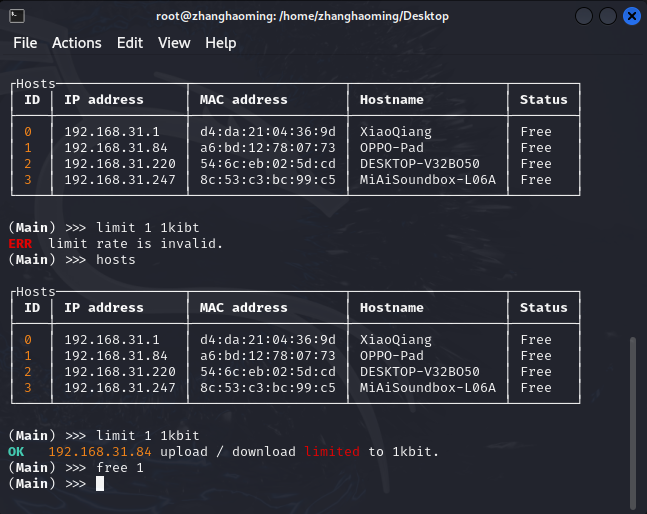 root@zhanghaoming: /home/zhanghaoming/Desktop
File Actions Edit View Help
Hosts
ID IP address MAC address Hostname Status
0 192.168.31.1 d4:da:21:04:36:9d XiaoQiang Free
1 192.168.31.84 a6:bd:12:78:07:73 OPPO-Pad Free
2 192.168.31.220 54:6c:eb:02:5d:cd DESKTOP-V32BO50 Free
3 192.168.31.247 8c:53:c3:bc:99:c5 MiAiSoundbox-L06A Free
(Main) >>> limit 1 1kibt
ERR limit rate is invalid.
(Main) >>> hosts
Hosts
ID IP address MAC address Hostname Status
0 192.168.31.1 d4:da:21:04:36:9d XiaoQiang Free
1 192.168.31.84 a6:bd:12:78:07:73 OPPO-Pad Free
2 192.168.31.220 54:6c:eb:02:5d:cd DESKTOP-V32BO50 Free
3 192.168.31.247 8c:53:c3:bc:99:c5 MiAiSoundbox-L06A Free
(Main) >>> limit 1 1kbit
OK 192.168.31.84 upload / download limited to 1kbit.
(Main) >>> free 1
(Main) >>>